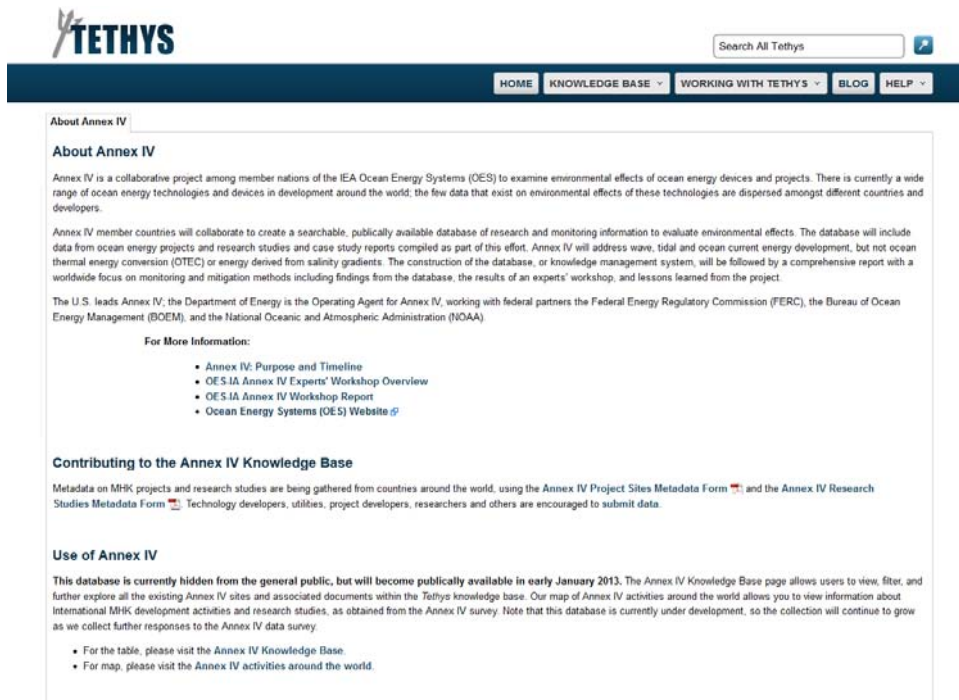 TETHYS
Search All Tethys
HOME KNOWLEDGE BASE WORKING WITH TETHYS BLOG HELP
About Annex IV
About Annex IV
Annex IV is a collaborative project among member nations of the IEA Ocean Energy Systems (OES) to examine environmental effects of ocean energy devices and projects. There is currently a wide
range of ocean energy technologies and devices in development around the world; the few data that exist on environmental effects of these technologies are dispersed amongst different countries and
developers.
Annex IV member countries will collaborate to create a searchable, publically available database of research and monitoring information to evaluate environmental effects. The database will include
data from ocean energy projects and research studies and case study reports compiled as part of this effort. Annex IV will address wave, tidal and ocean current energy development, but not ocean
thermal energy conversion (OTEC) or energy derived from salinity gradients. The construction of the database, or knowledge management system, will be followed by a comprehensive report with a
worldwide focus on monitoring and mitigation methods including findings from the database, the results of an experts' workshop, and lessons learned from the project.
The U.S. leads Annex IV; the Department of Energy is the Operating Agent for Annex IV, working with federal partners the Federal Energy Regulatory Commission (FERC), the Bureau of Ocean
Energy Management (BOEM), and the National Oceanic and Atmospheric Administration (NOAA).
For More Information:
• Annex IV: Purpose and Timeline
• OES-IA Annex IV Experts' Workshop Overview
• OES-IA Annex IV Workshop Report
• Ocean Energy Systems (OES) Website
Contributing to the Annex IV Knowledge Base
Metadata on MHK projects and research studies are being gathered from countries around the world, using the Annex IV Project Sites Metadata Form and the Annex IV Research
Studies Metadata Form. Technology developers, utilities, project developers, researchers and others are encouraged to submit data.
Use of Annex IV
This database is currently hidden from the general public, but will become publically available in early January 2013. The Annex IV Knowledge Base page allows users to view, filter, and
further explore all the existing Annex IV sites and associated documents within the Tethys knowledge base. Our map of Annex IV activities around the world allows you to view information about
International MHK development activities and research studies, as obtained from the Annex IV survey. Note that this database is currently under development, so the collection will continue to grow
as we collect further responses to the Annex IV data survey.
• For the table, please visit the Annex IV Knowledge Base.
• For map, please visit the Annex IV activities around the world.